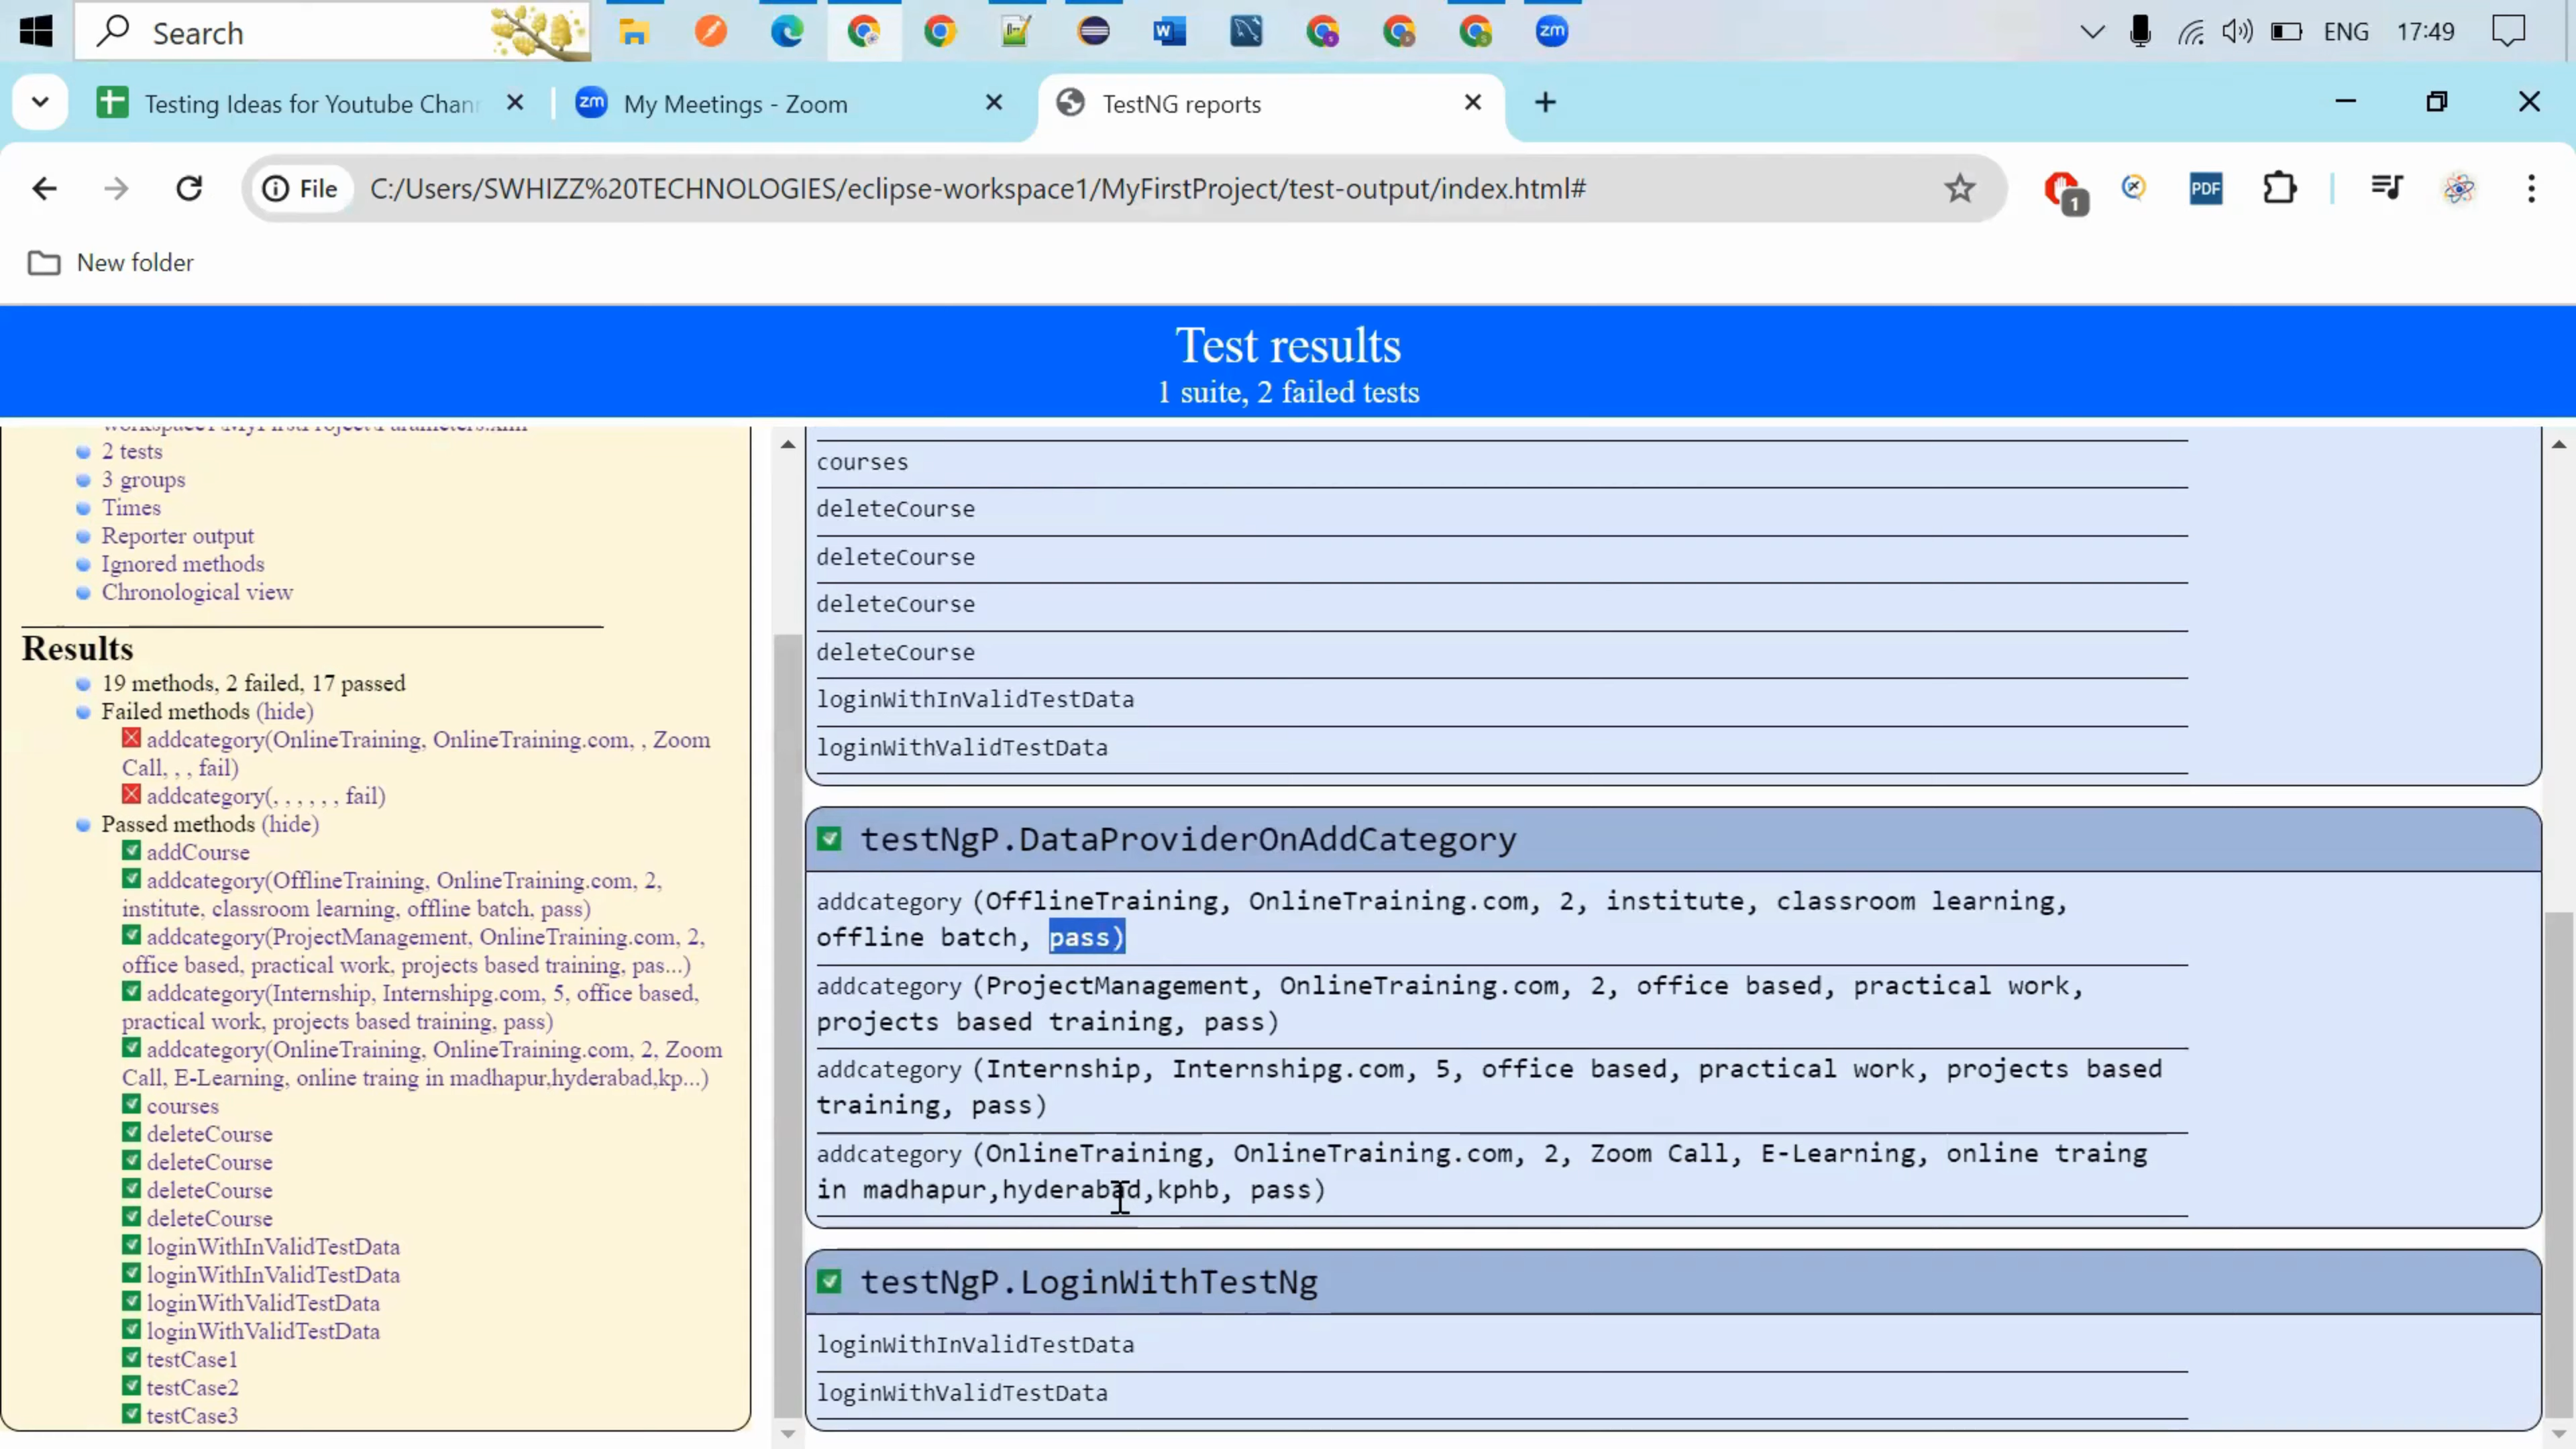 Search
ENG 17:49
Testing Ideas for Youtube Chann
My Meetings - Zoom
TestNG reports
File C:/Users/SWHIZZ%20TECHNOLOGIES/eclipse-workspace1/MyFirstProject/test-output/index.html#
New folder
Test results
1 suite, 2 failed tests
2 tests
3 groups
Times
Reporter output
Ignored methods
Chronological view
Results
19 methods, 2 failed, 17 passed
Failed methods (hide)
addcategory(OnlineTraining, OnlineTraining.com, , Zoom
Call, , , fail)
addcategory(, , , , , , fail)
Passed methods (hide)
addCourse
addcategory(OfflineTraining, OnlineTraining.com, 2,
institute, classroom learning, offline batch, pass)
addcategory(ProjectManagement, OnlineTraining.com, 2,
office based, practical work, projects based training, pas...)
addcategory(Internship, Internshipg.com, 5, office based,
practical work, projects based training, pass)
addcategory(OnlineTraining, OnlineTraining.com, 2, Zoom
Call, E-Learning, online traing in madhapur,hyderabad,kp...)
courses
deleteCourse
deleteCourse
deleteCourse
deleteCourse
loginWithInValidTestData
loginWithInValidTestData
loginWithValidTestData
loginWithValidTestData
testCase1
testCase2
testCase3
courses
deleteCourse
deleteCourse
deleteCourse
deleteCourse
loginWithInValidTestData
loginWithValidTestData
testNgP.DataProviderOnAddCategory
addcategory (OfflineTraining, OnlineTraining.com, 2, institute, classroom learning,
offline batch, pass)
addcategory (ProjectManagement, OnlineTraining.com, 2, office based, practical work,
projects based training, pass)
addcategory (Internship, Internshipg.com, 5, office based, practical work, projects based
training, pass)
addcategory (OnlineTraining, OnlineTraining.com, 2, Zoom Call, E-Learning, online traing
in madhapur,hyderabad,kphb, pass)
testNgP.LoginWithTestNg
loginWithInValidTestData
loginWithValidTestData